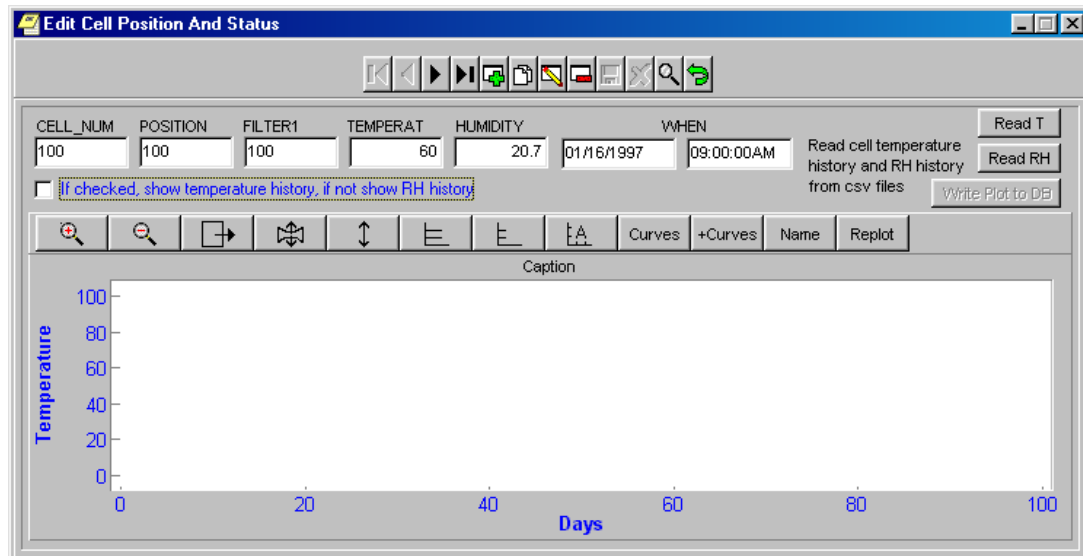 Edit Cell Position And Status
CELL_NUM POSITION FILTER1 TEMPERAT HUMIDITY WHEN
100 100 100 60 20.7 01/16/1997 09:00:00AM
Read cell temperature
history and RH history
from csv files
Read T
Read RH
Write Plot to DB
If checked, show temperature history, if not show RH history
A Curves +Curves Name Replot
Caption
Temperature
100
80
60
40
20
0
0 20 40 60 80 100
Days